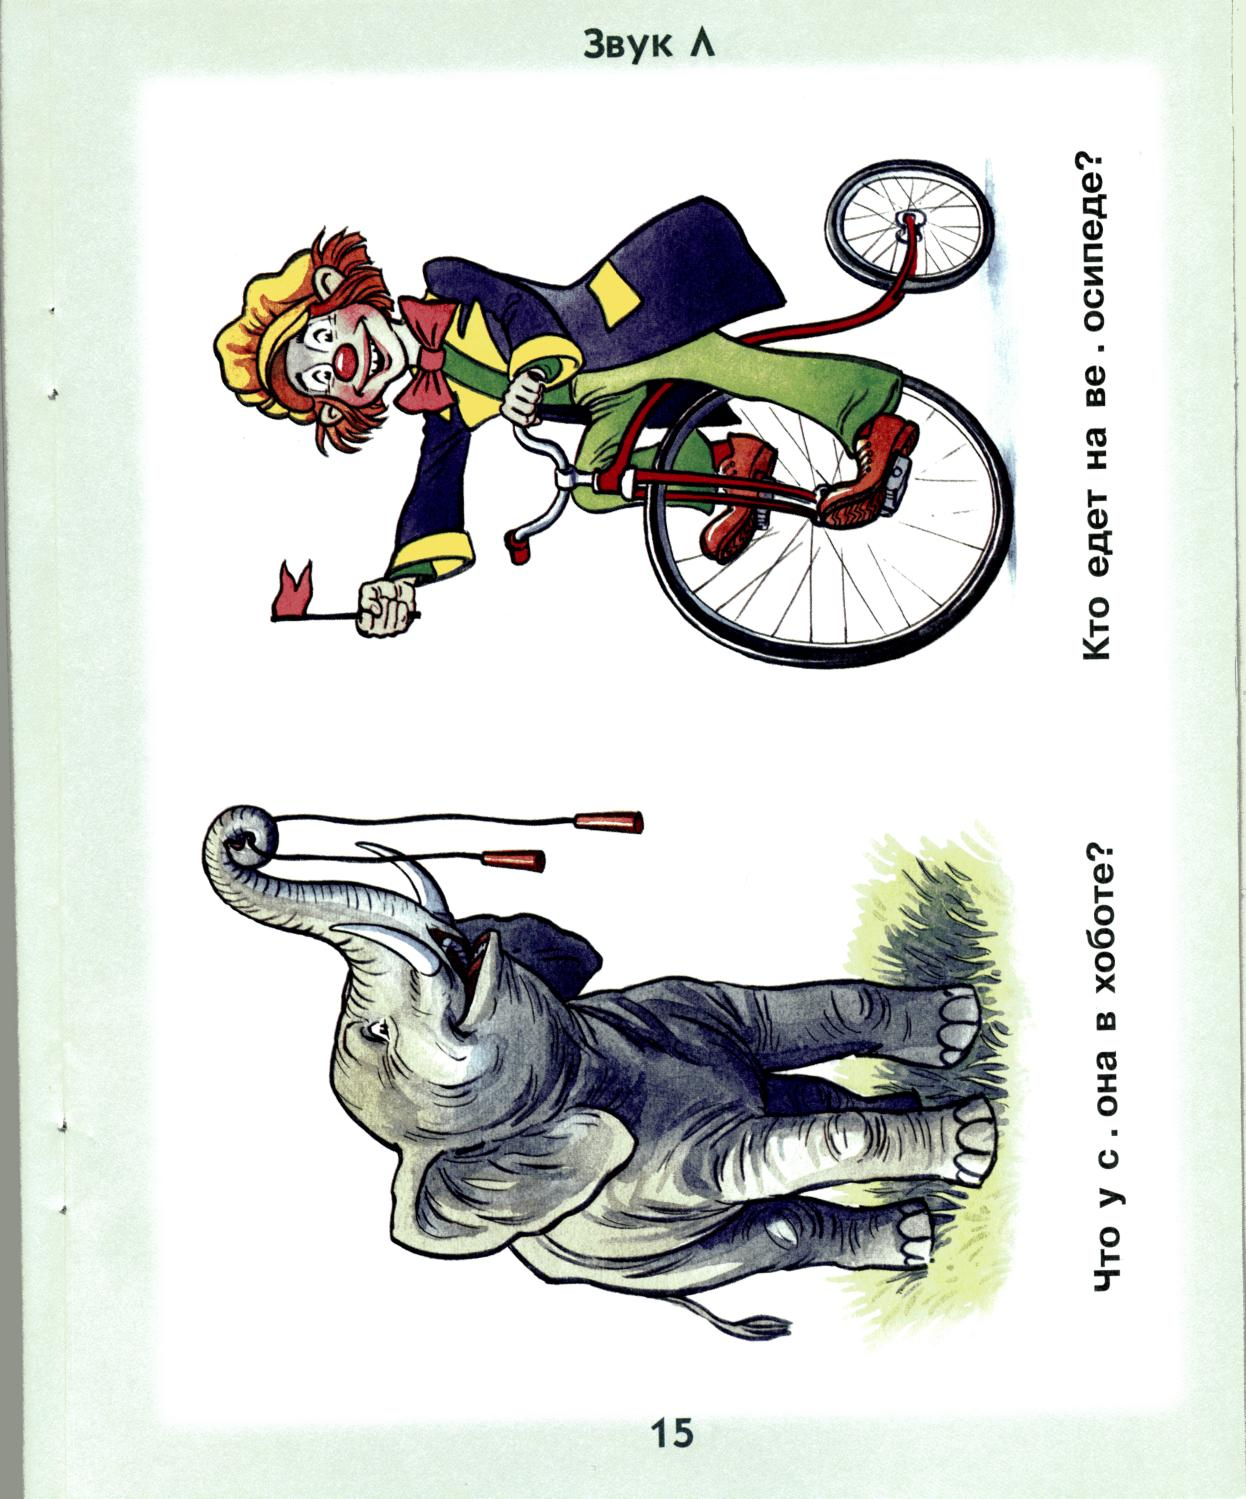 Звук Л
Что у с.она в хоботе?
Кто едет на ве.осипеде?
15